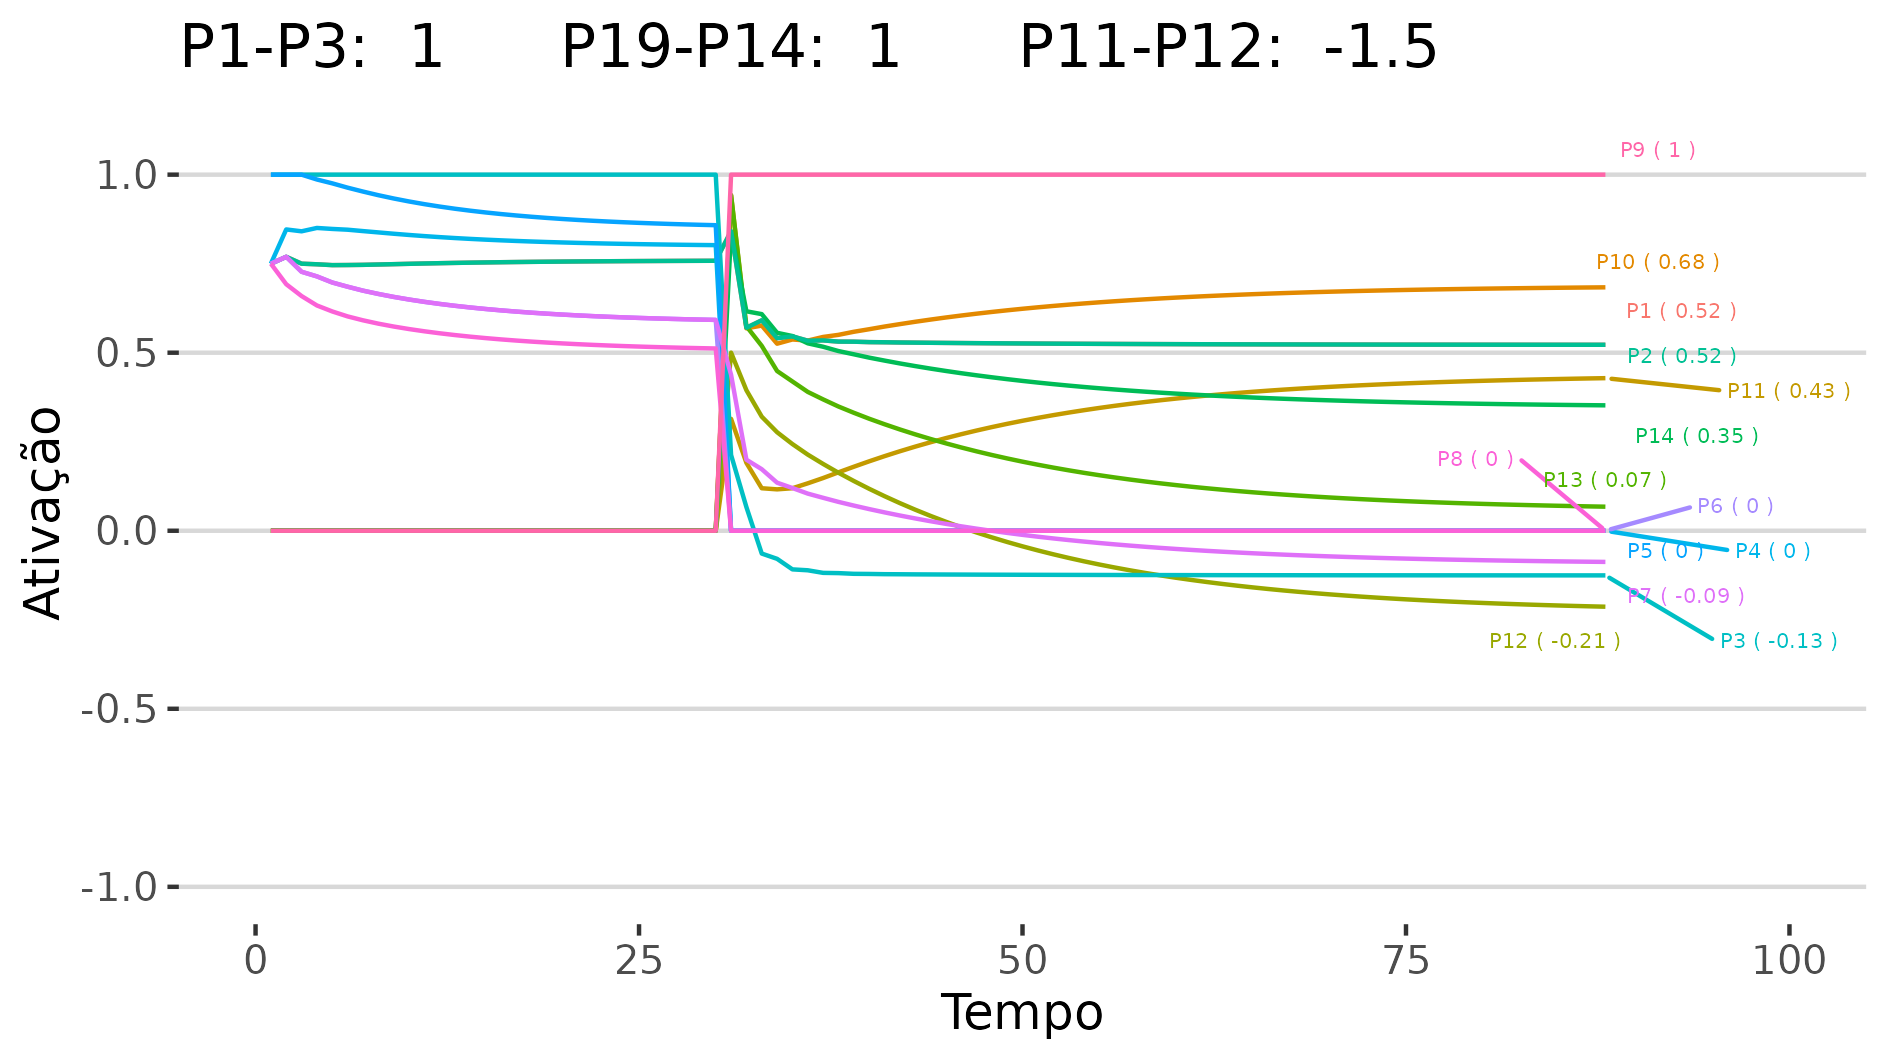 P1-P3:  1       P19-P14:  1       P11-P12:  -1.5
P9 ( 1 )
1.0
P10 ( 0.68 )
P1 ( 0.52 )
0.5
P2 ( 0.52 )
P11 ( 0.43 )
P14 ( 0.35 )
P8 ( 0 )
P13 ( 0.07 )
P6 ( 0 )
0.0
P5 ( 0 )
P4 ( 0 )
P7 ( -0.09 )
P12 ( -0.21 )
P3 ( -0.13 )
-0.5
-1.0
Ativação
0 25 50 75 100
Tempo